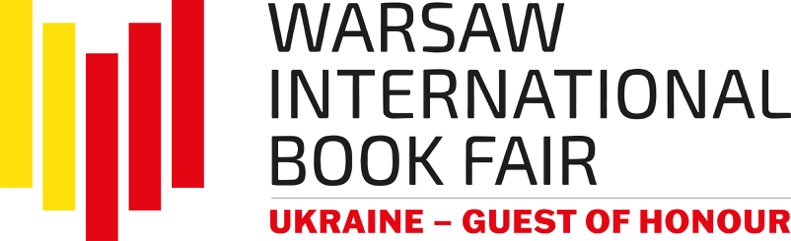 WARSAW
INTERNATIONAL
BOOK FAIR
UKRAINE – GUEST OF HONOUR